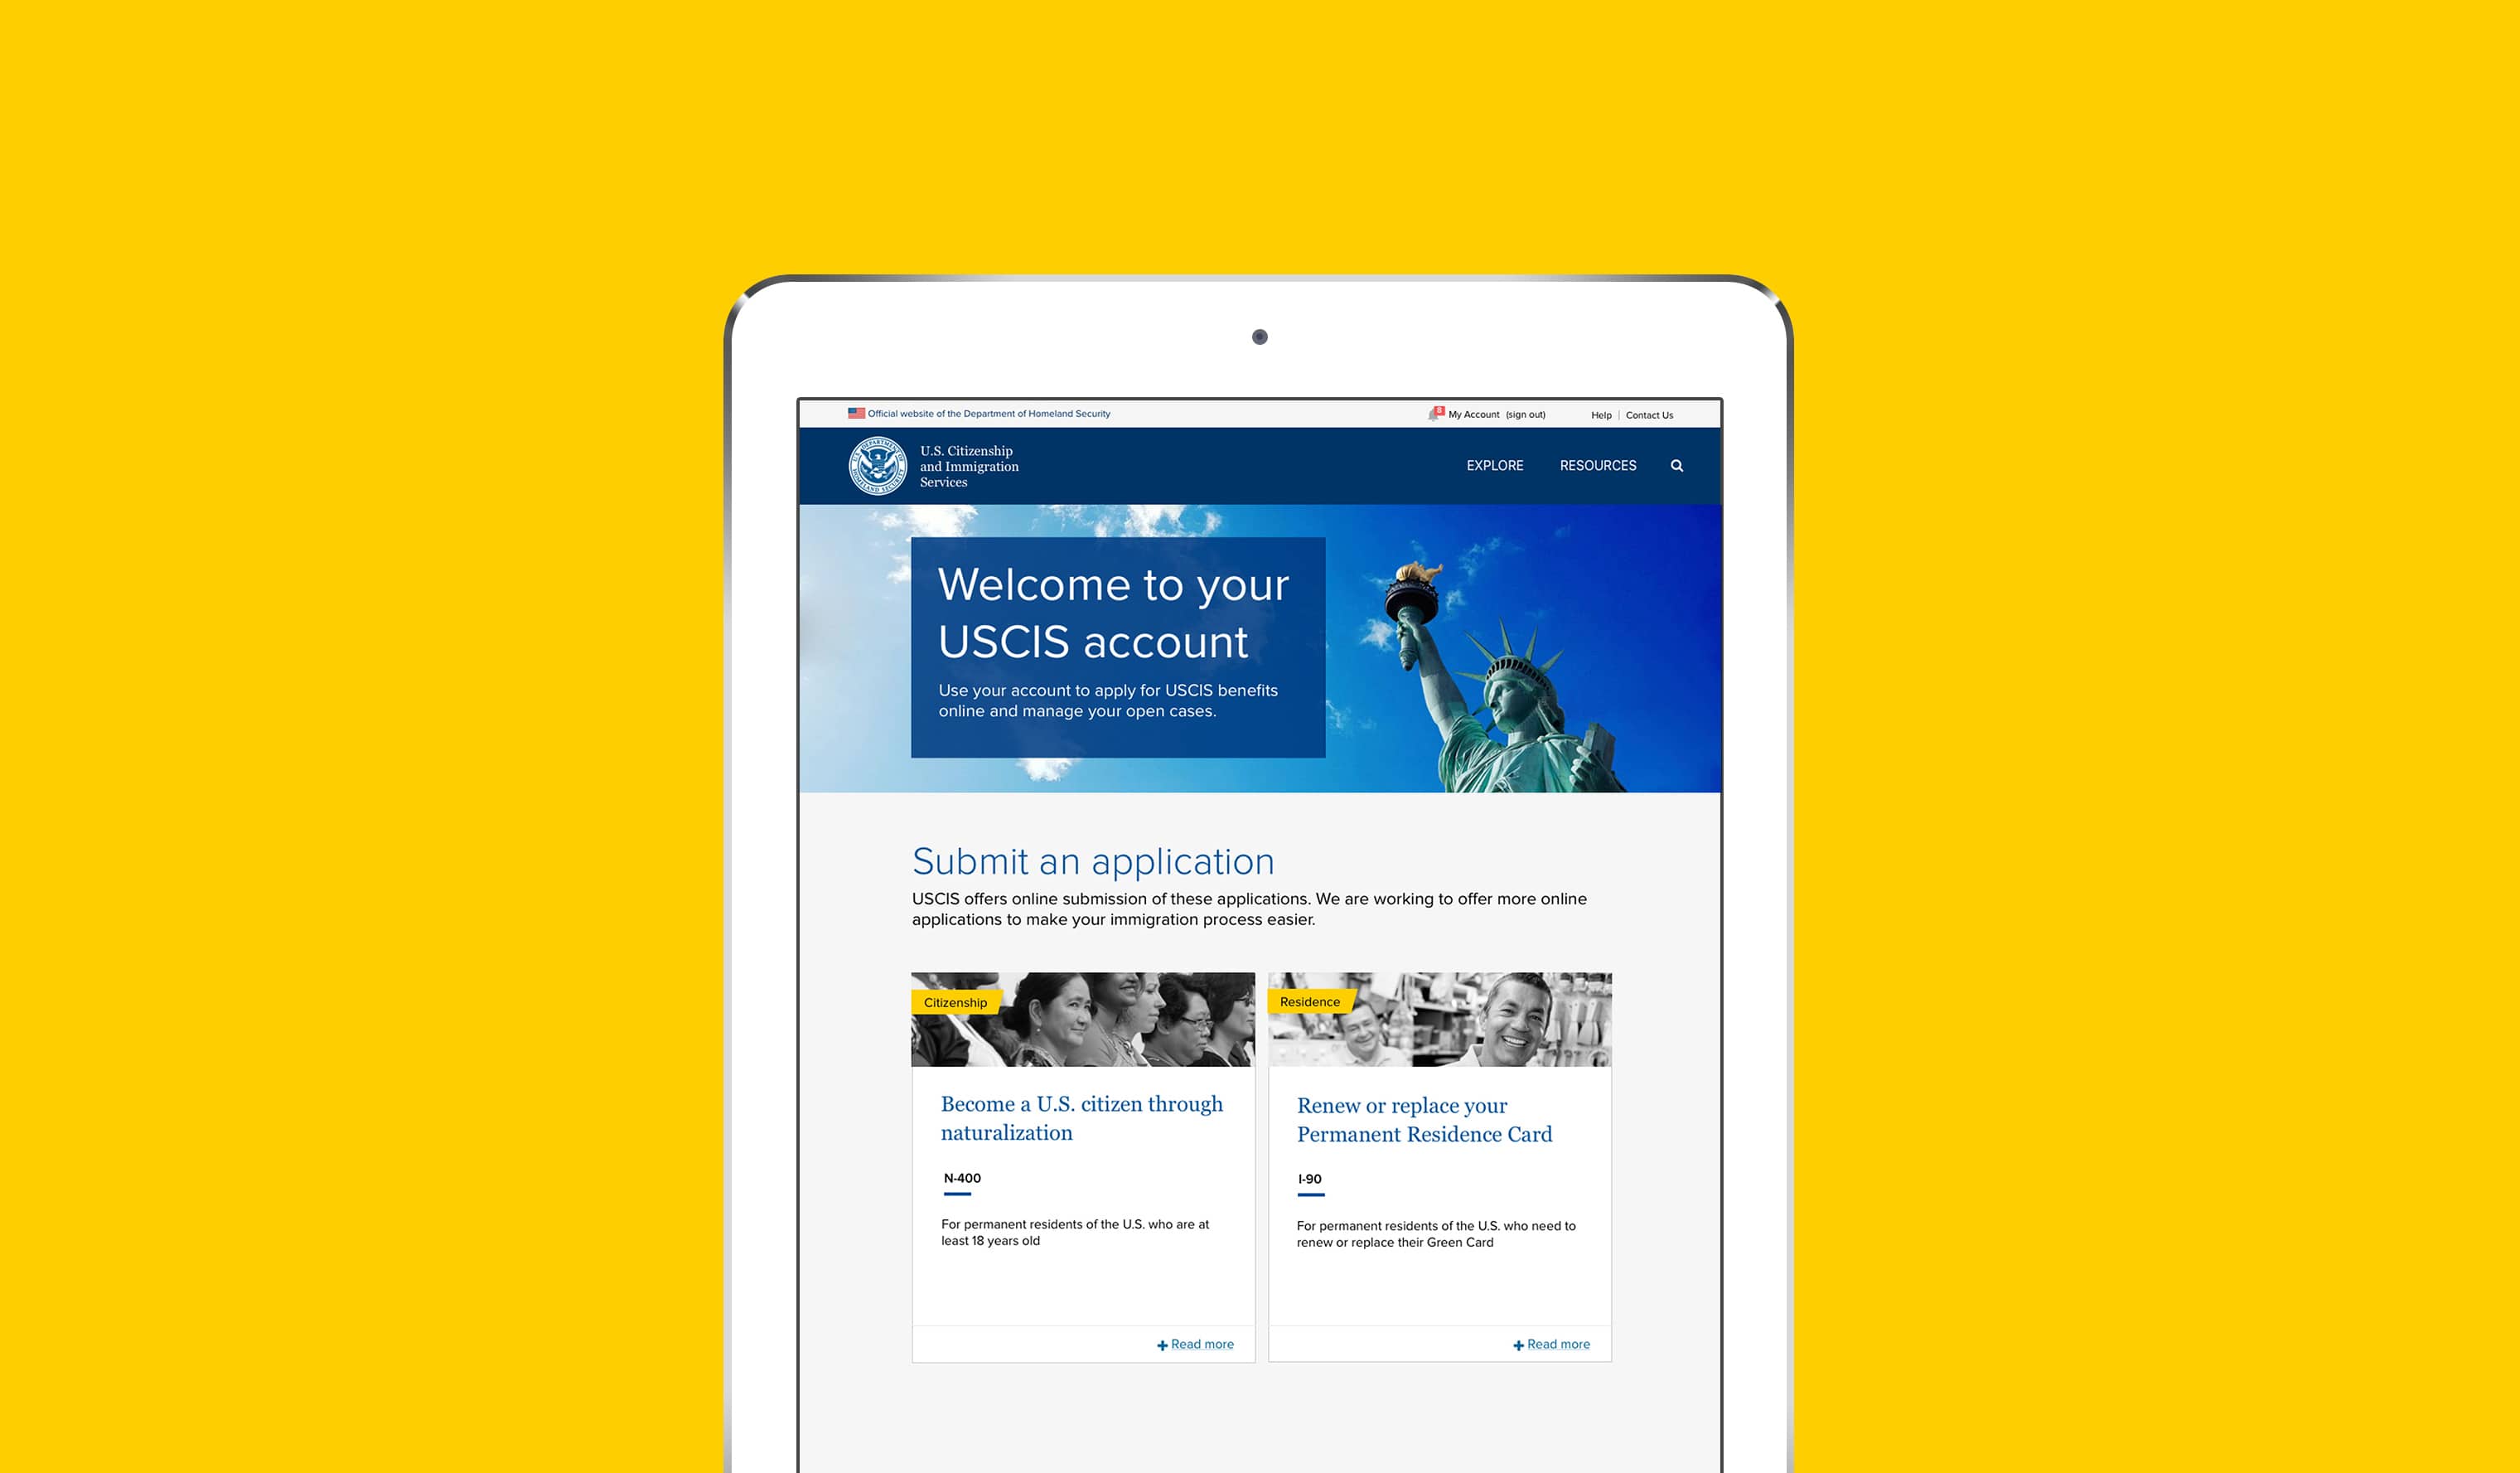 Official website of the Department of Homeland Security
My Account (sign out)
Help | Contact Us
U.S. Citizenship
and Immigration
Services
EXPLORE
RESOURCES
Welcome to your
USCIS account
Use your account to apply for USCIS benefits
online and manage your open cases.
Submit an application
USCIS offers online submission of these applications. We are working to offer more online
applications to make your immigration process easier.
Citizenship
Become a U.S. citizen through
naturalization
N-400
For permanent residents of the U.S. who are at
least 18 years old
Read more
Residence
Renew or replace your
Permanent Residence Card
I-90
For permanent residents of the U.S. who need to
renew or replace their Green Card
Read more